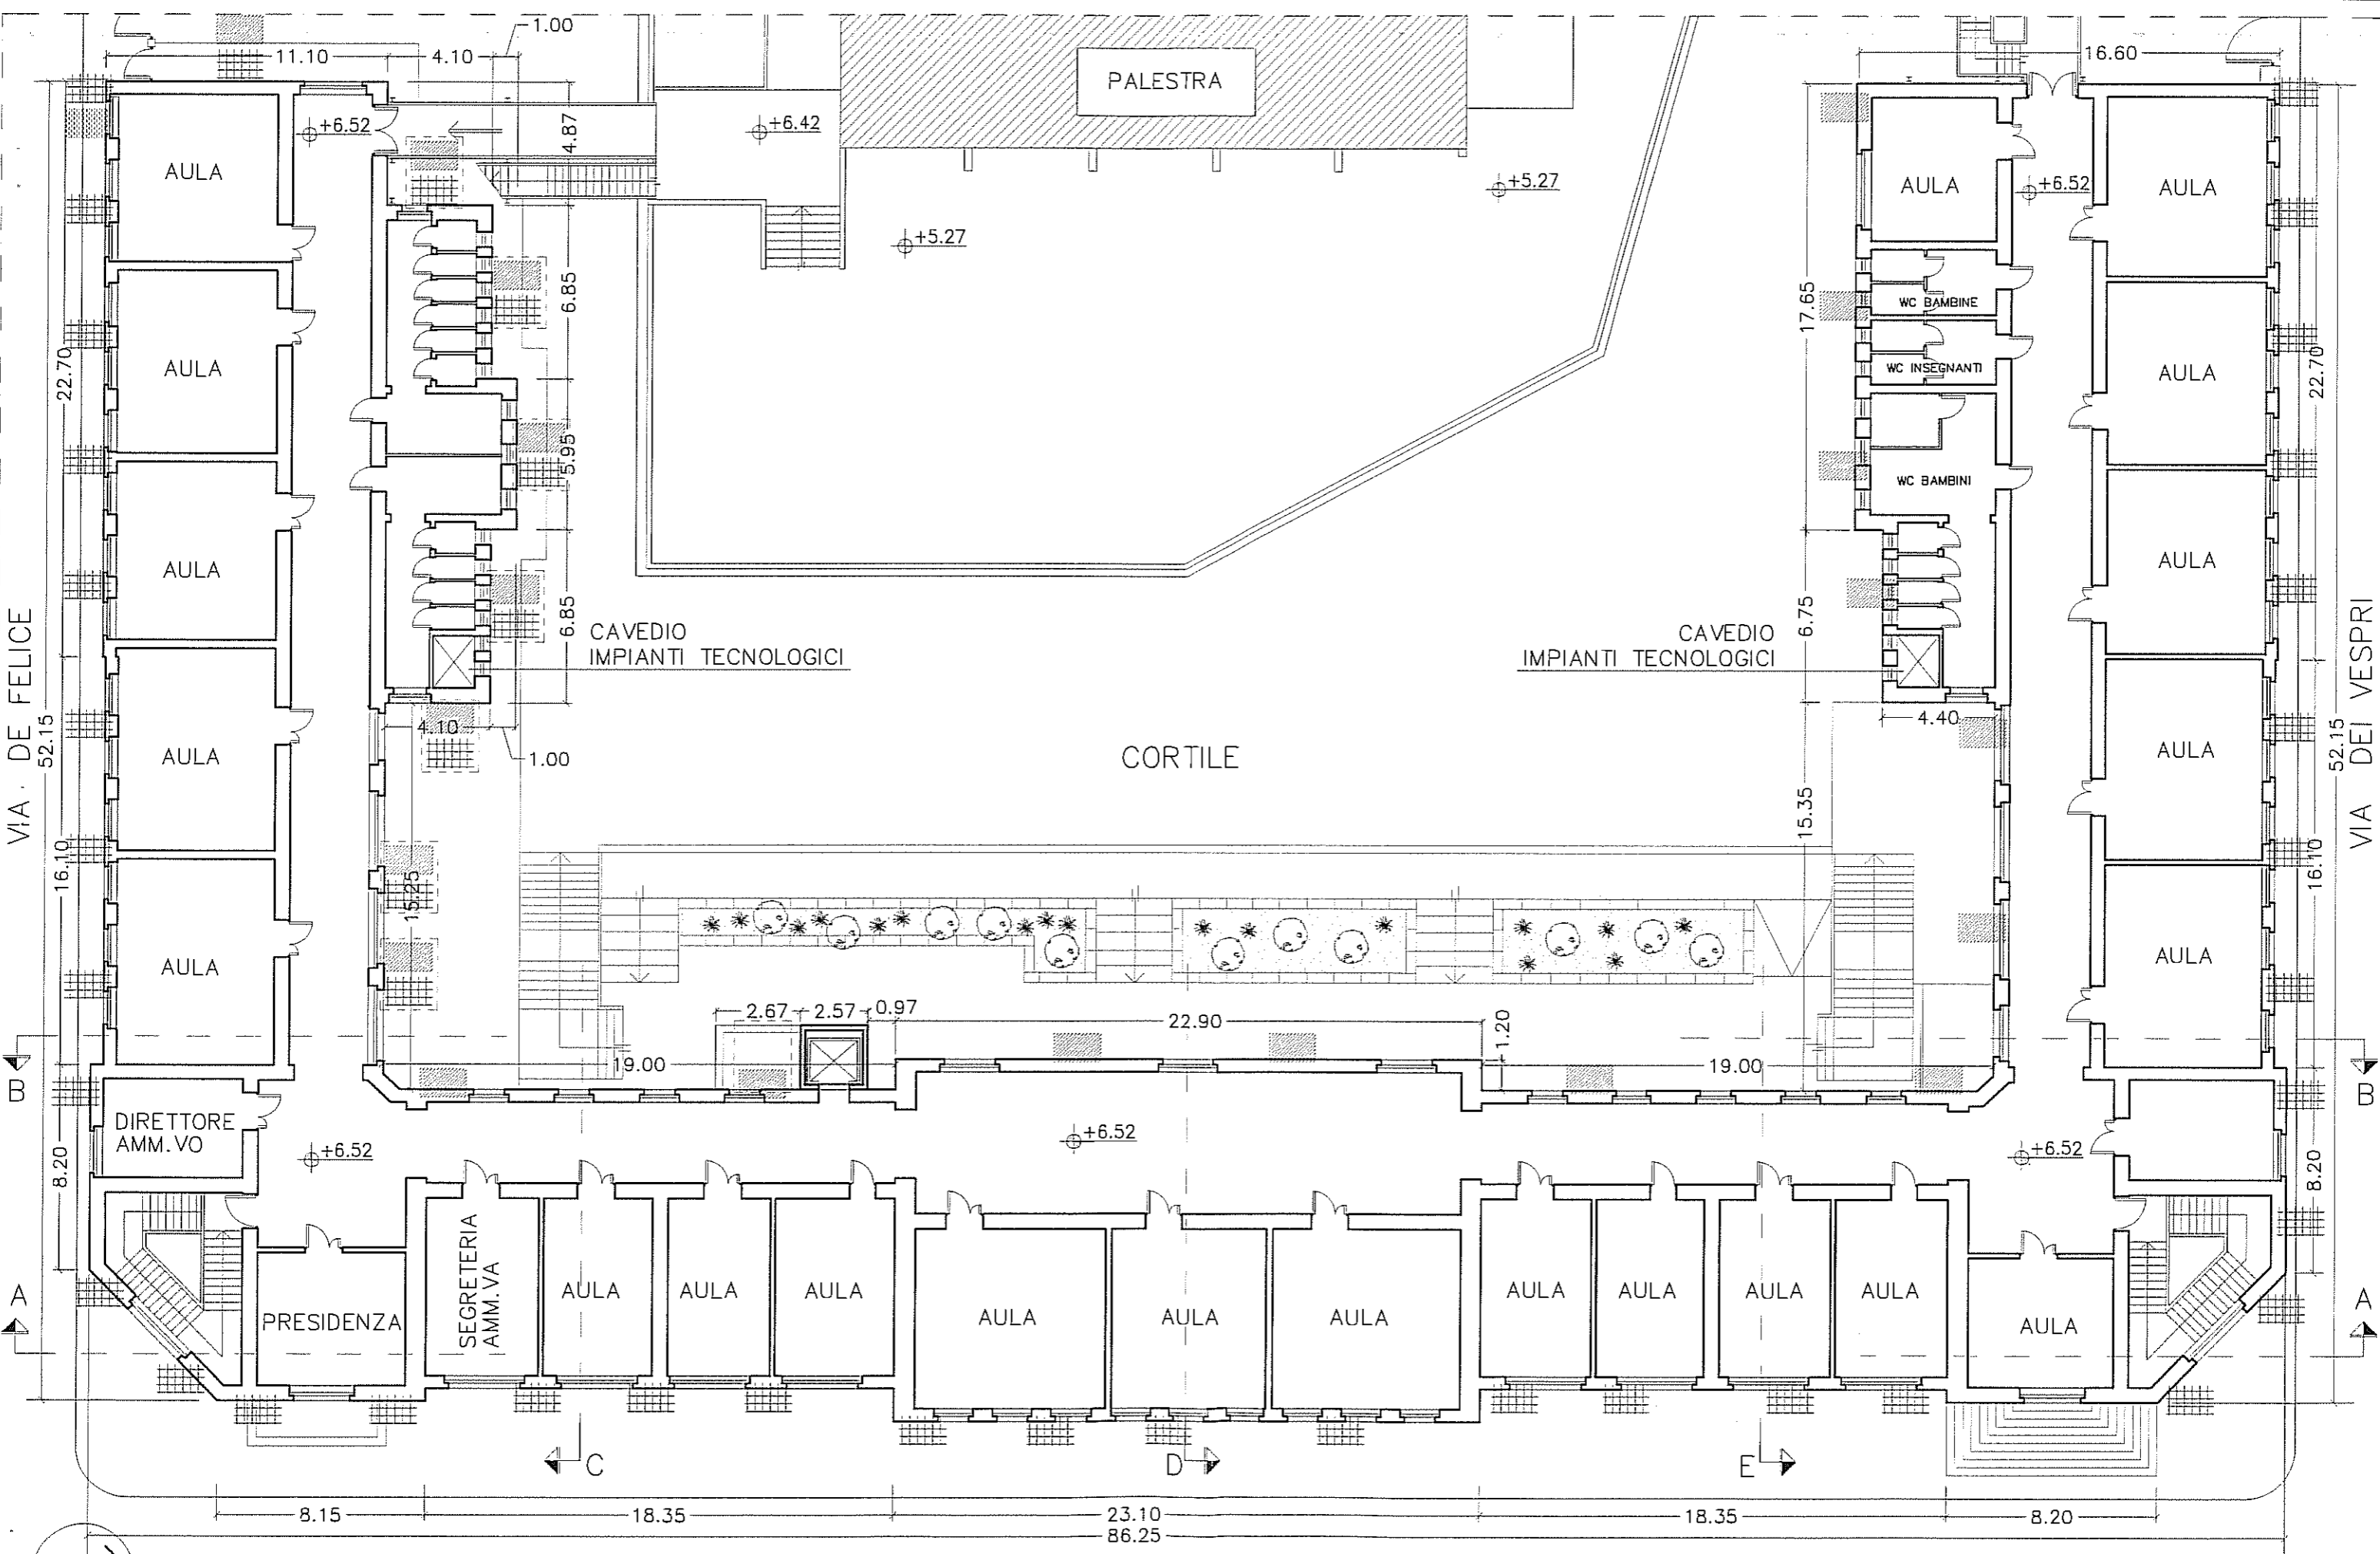 1.00
11.10
4.10
16.60
PALESTRA
+6.52
+6.42
4.87
AULA
+5.27
AULA
+6.52
AULA
+5.27
6.85
17.65
WC BAMBINE
22.70
AULA
WC INSEGNANTI
AULA
22.70
5.95
WC BAMBINI
AULA
AULA
6.85
6.75
VIA DE FELICE
CAVEDIO
IMPIANTI TECNOLOGICI
CAVEDIO
IMPIANTI TECNOLOGICI
VIA DEI VESPRI
52.15
4.10
1.00
AULA
CORTILE
4.40
AULA
52.15
15.35
16.10
15.25
16.10
AULA
AULA
2.67
2.57
0.97
22.90
1.20
19.00
19.00
B
B
DIRETTORE
AMM.VO
+6.52
+6.52
+6.52
8.20
8.20
A
A
PRESIDENZA
SEGRETERIA
AMM.VA
AULA
AULA
AULA
AULA
AULA
AULA
AULA
AULA
AULA
AULA
AULA
C
D
E
8.15
18.35
23.10
18.35
8.20
86.25